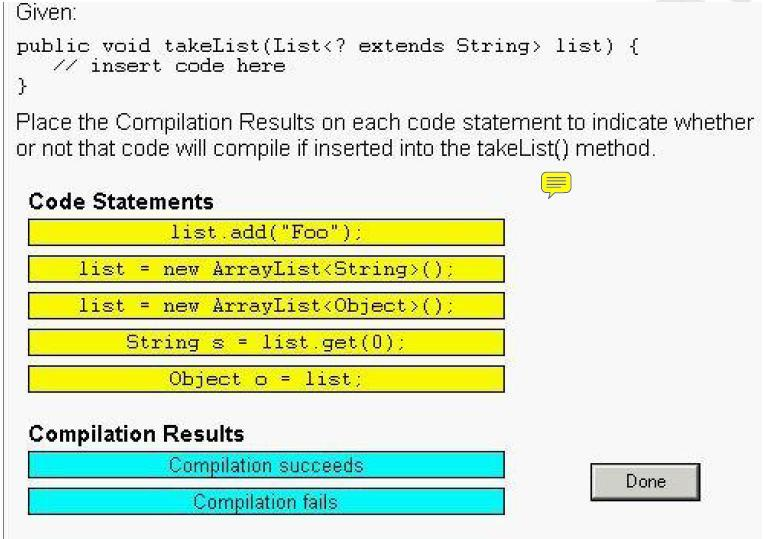 Given:
public void takeList(List<? extends String> list) {
// insert code here
}
Place the Compilation Results on each code statement to indicate whether
or not that code will compile if inserted into the takeList() method.
Code Statements
list.add("Foo");
list = new ArrayList<String>();
list = new ArrayList<Object>();
String s = list.get(0);
Object o = list;
Compilation Results
Compilation succeeds
Compilation fails
Done